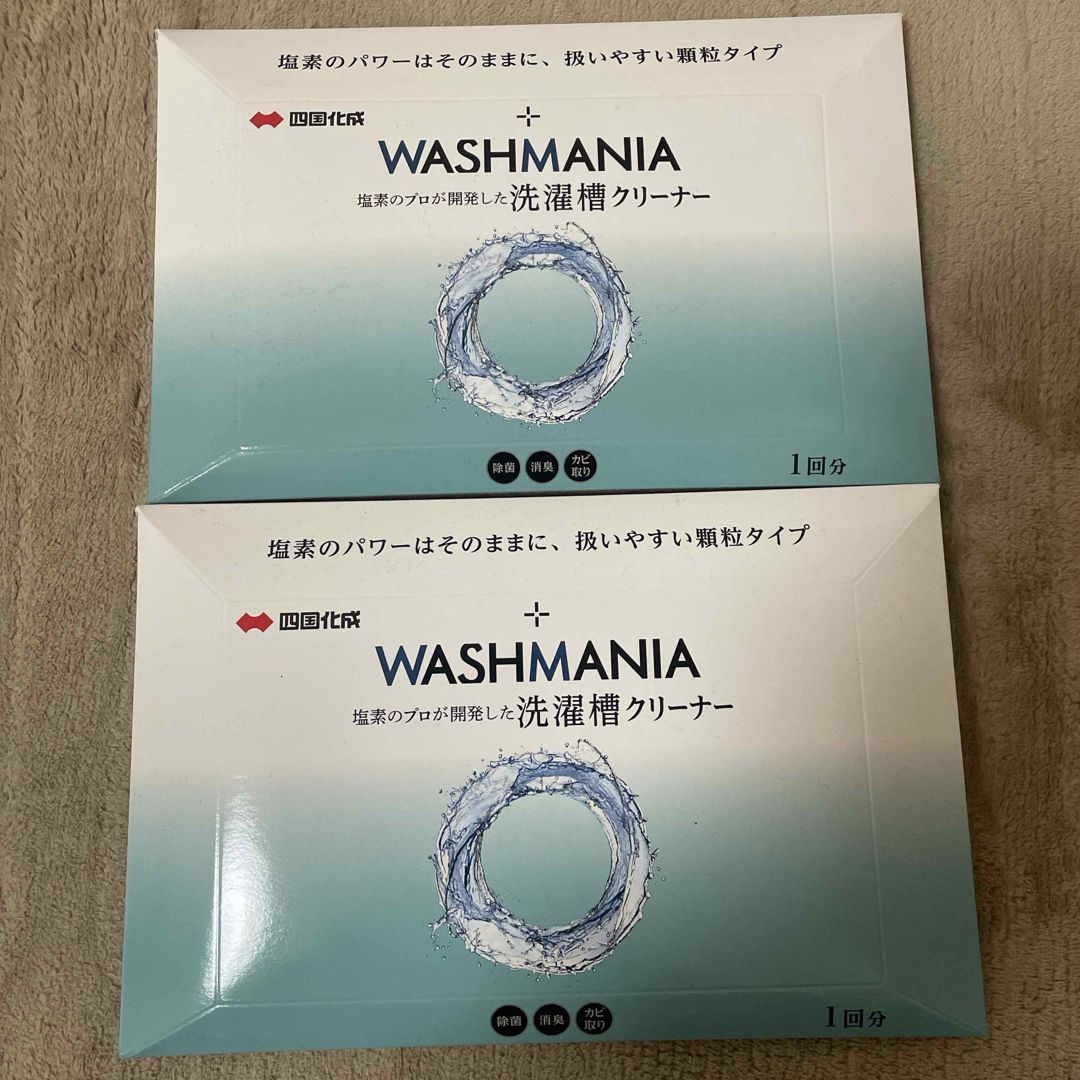 塩素のパワーはそのままに、扱いやすい顆粒タイプ
四国化成
WASHMANIA
塩素のプロが開発した洗濯槽クリーナー
除菌 消臭 カビ取り
1回分
塩素のパワーはそのままに、扱いやすい顆粒タイプ
四国化成
WASHMANIA
塩素のプロが開発した洗濯槽クリーナー
除菌 消臭 カビ取り
1回分